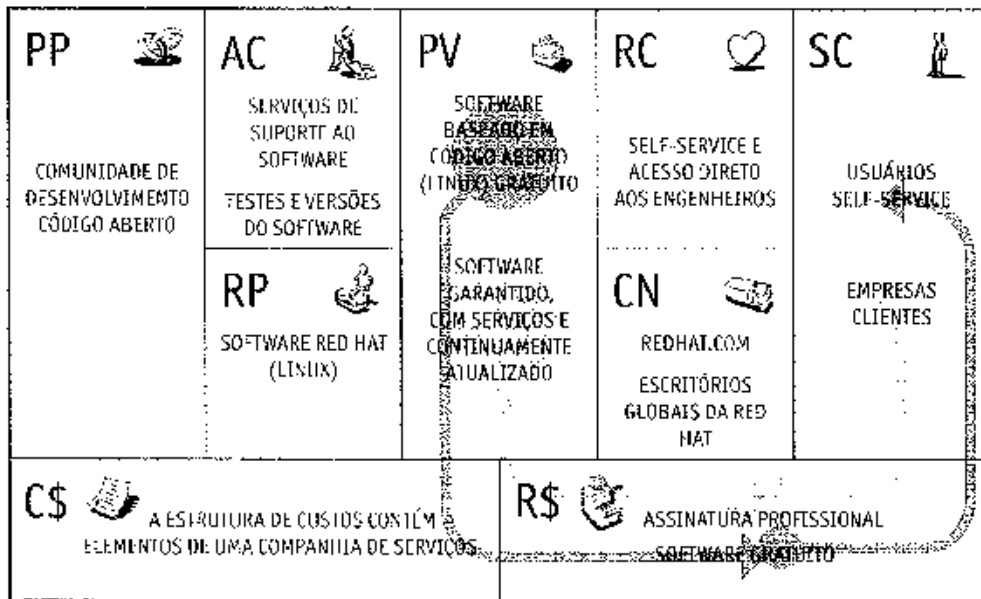 PP
COMUNIDADE DE
DESENVOLVIMENTO
CÓDIGO ABERTO
AC
SERVIÇOS DE
SUPORTE AO
SOFTWARE
TESTES E VERSÕES
DO SOFTWARE
RP
SOFTWARE RED HAT
(LINUX)
PV
SOFTWARE
BASEADO EM
CÓDIGO ABERTO
(LINUX) GRATUITO
SOFTWARE
GARANTIDO,
COM SERVIÇOS E
CONTINUAMENTE
ATUALIZADO
RC
SELF-SERVICE E
ACESSO DIRETO
AOS ENGENHEIROS
CN
REDHAT.COM
ESCRITÓRIOS
GLOBAIS DA RED
HAT
SC
USUÁRIOS
SELF-SERVICE
EMPRESAS
CLIENTES
C$
A ESTRUTURA DE CUSTOS CONTÉM
ELEMENTOS DE UMA COMPANHIA DE SERVIÇOS
R$
ASSINATURA PROFISSIONAL
SOFTWARE GRATUITO